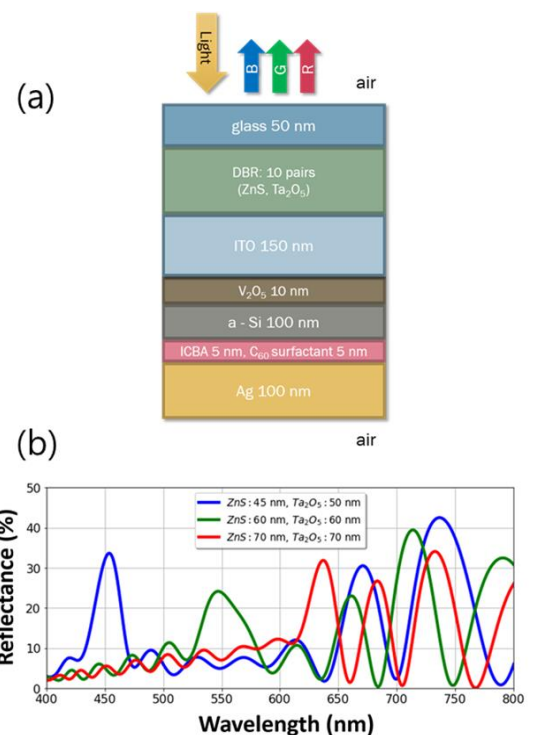 (a)
Light
B
G
R
air
glass 50 nm
DBR: 10 pairs
(ZnS, Ta₂O₅)
ITO 150 nm
V₂O₅ 10 nm
a - Si 100 nm
ICBA 5 nm, C₆₀ surfactant 5 nm
Ag 100 nm
air
(b)
50
40
30
20
10
0
Reflectance (%)
ZnS : 45 nm, Ta₂O₅ : 50 nm
ZnS : 60 nm, Ta₂O₅ : 60 nm
ZnS : 70 nm, Ta₂O₅ : 70 nm
400 450 500 550 600 650 700 750 800
Wavelength (nm)